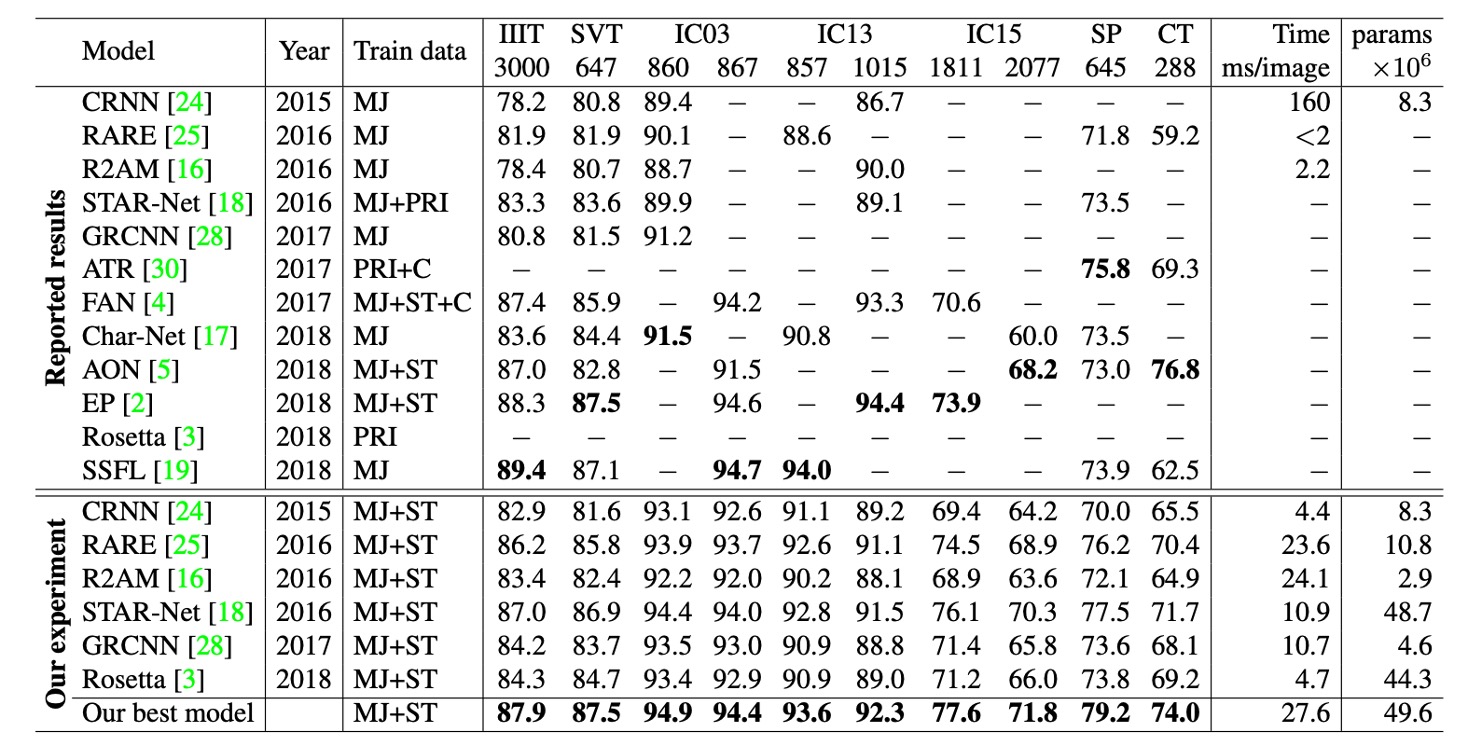 Model Year Train data IIIT SVT IC03 IC13 IC15 SP CT Time params
3000 647 860 867 857 1015 1811 2077 645 288 ms/image ×10⁶
Reported results
CRNN [24] 2015 MJ 78.2 80.8 89.4 – – 86.7 – – – – 160 8.3
RARE [25] 2016 MJ 81.9 81.9 90.1 – 88.6 – – – 71.8 59.2 <2 –
R2AM [16] 2016 MJ 78.4 80.7 88.7 – – 90.0 – – – – 2.2 –
STAR-Net [18] 2016 MJ+PRI 83.3 83.6 89.9 – – 89.1 – – 73.5 – – –
GRCNN [28] 2017 MJ 80.8 81.5 91.2 – – – – – – – – –
ATR [30] 2017 PRI+C – – – – – – – – 75.8 69.3 – –
FAN [4] 2017 MJ+ST+C 87.4 85.9 – 94.2 – 93.3 70.6 – – – – –
Char-Net [17] 2018 MJ 83.6 84.4 91.5 – 90.8 – – 60.0 73.5 – – –
AON [5] 2018 MJ+ST 87.0 82.8 – 91.5 – – – 68.2 73.0 76.8 – –
EP [2] 2018 MJ+ST 88.3 87.5 – 94.6 – 94.4 73.9 – – – – –
Rosetta [3] 2018 PRI – – – – – – – – – – – –
SSFL [19] 2018 MJ 89.4 87.1 – 94.7 94.0 – – – 73.9 62.5 – –
Our experiment
CRNN [24] 2015 MJ+ST 82.9 81.6 93.1 92.6 91.1 89.2 69.4 64.2 70.0 65.5 4.4 8.3
RARE [25] 2016 MJ+ST 86.2 85.8 93.9 93.7 92.6 91.1 74.5 68.9 76.2 70.4 23.6 10.8
R2AM [16] 2016 MJ+ST 83.4 82.4 92.2 92.0 90.2 88.1 68.9 63.6 72.1 64.9 24.1 2.9
STAR-Net [18] 2016 MJ+ST 87.0 86.9 94.4 94.0 92.8 91.5 76.1 70.3 77.5 71.7 10.9 48.7
GRCNN [28] 2017 MJ+ST 84.2 83.7 93.5 93.0 90.9 88.8 71.4 65.8 73.6 68.1 10.7 4.6
Rosetta [3] 2018 MJ+ST 84.3 84.7 93.4 92.9 90.9 89.0 71.2 66.0 73.8 69.2 4.7 44.3
Our best model MJ+ST 87.9 87.5 94.9 94.4 93.6 92.3 77.6 71.8 79.2 74.0 27.6 49.6